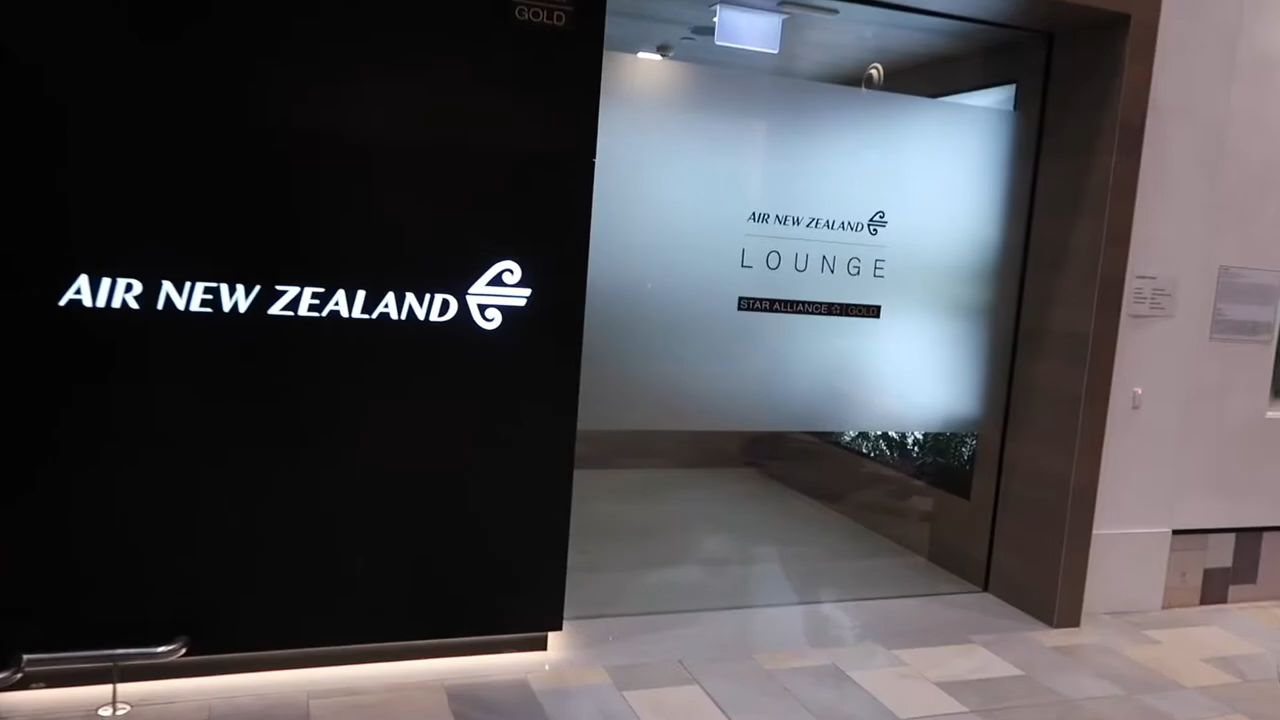 GOLD
AIR NEW ZEALAND
AIR NEW ZEALAND
LOUNGE
STAR ALLIANCE | GOLD